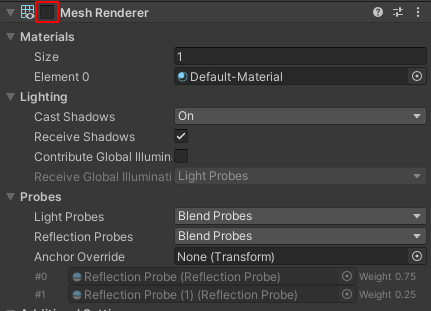 Mesh Renderer
Materials
Size 1
Element 0 Default-Material
Lighting
Cast Shadows On
Receive Shadows
Contribute Global Illumin
Receive Global Illuminati Light Probes
Probes
Light Probes Blend Probes
Reflection Probes Blend Probes
Anchor Override None (Transform)
#0 Reflection Probe (Reflection Probe) Weight 0.75
#1 Reflection Probe (1) (Reflection Probe) Weight 0.25